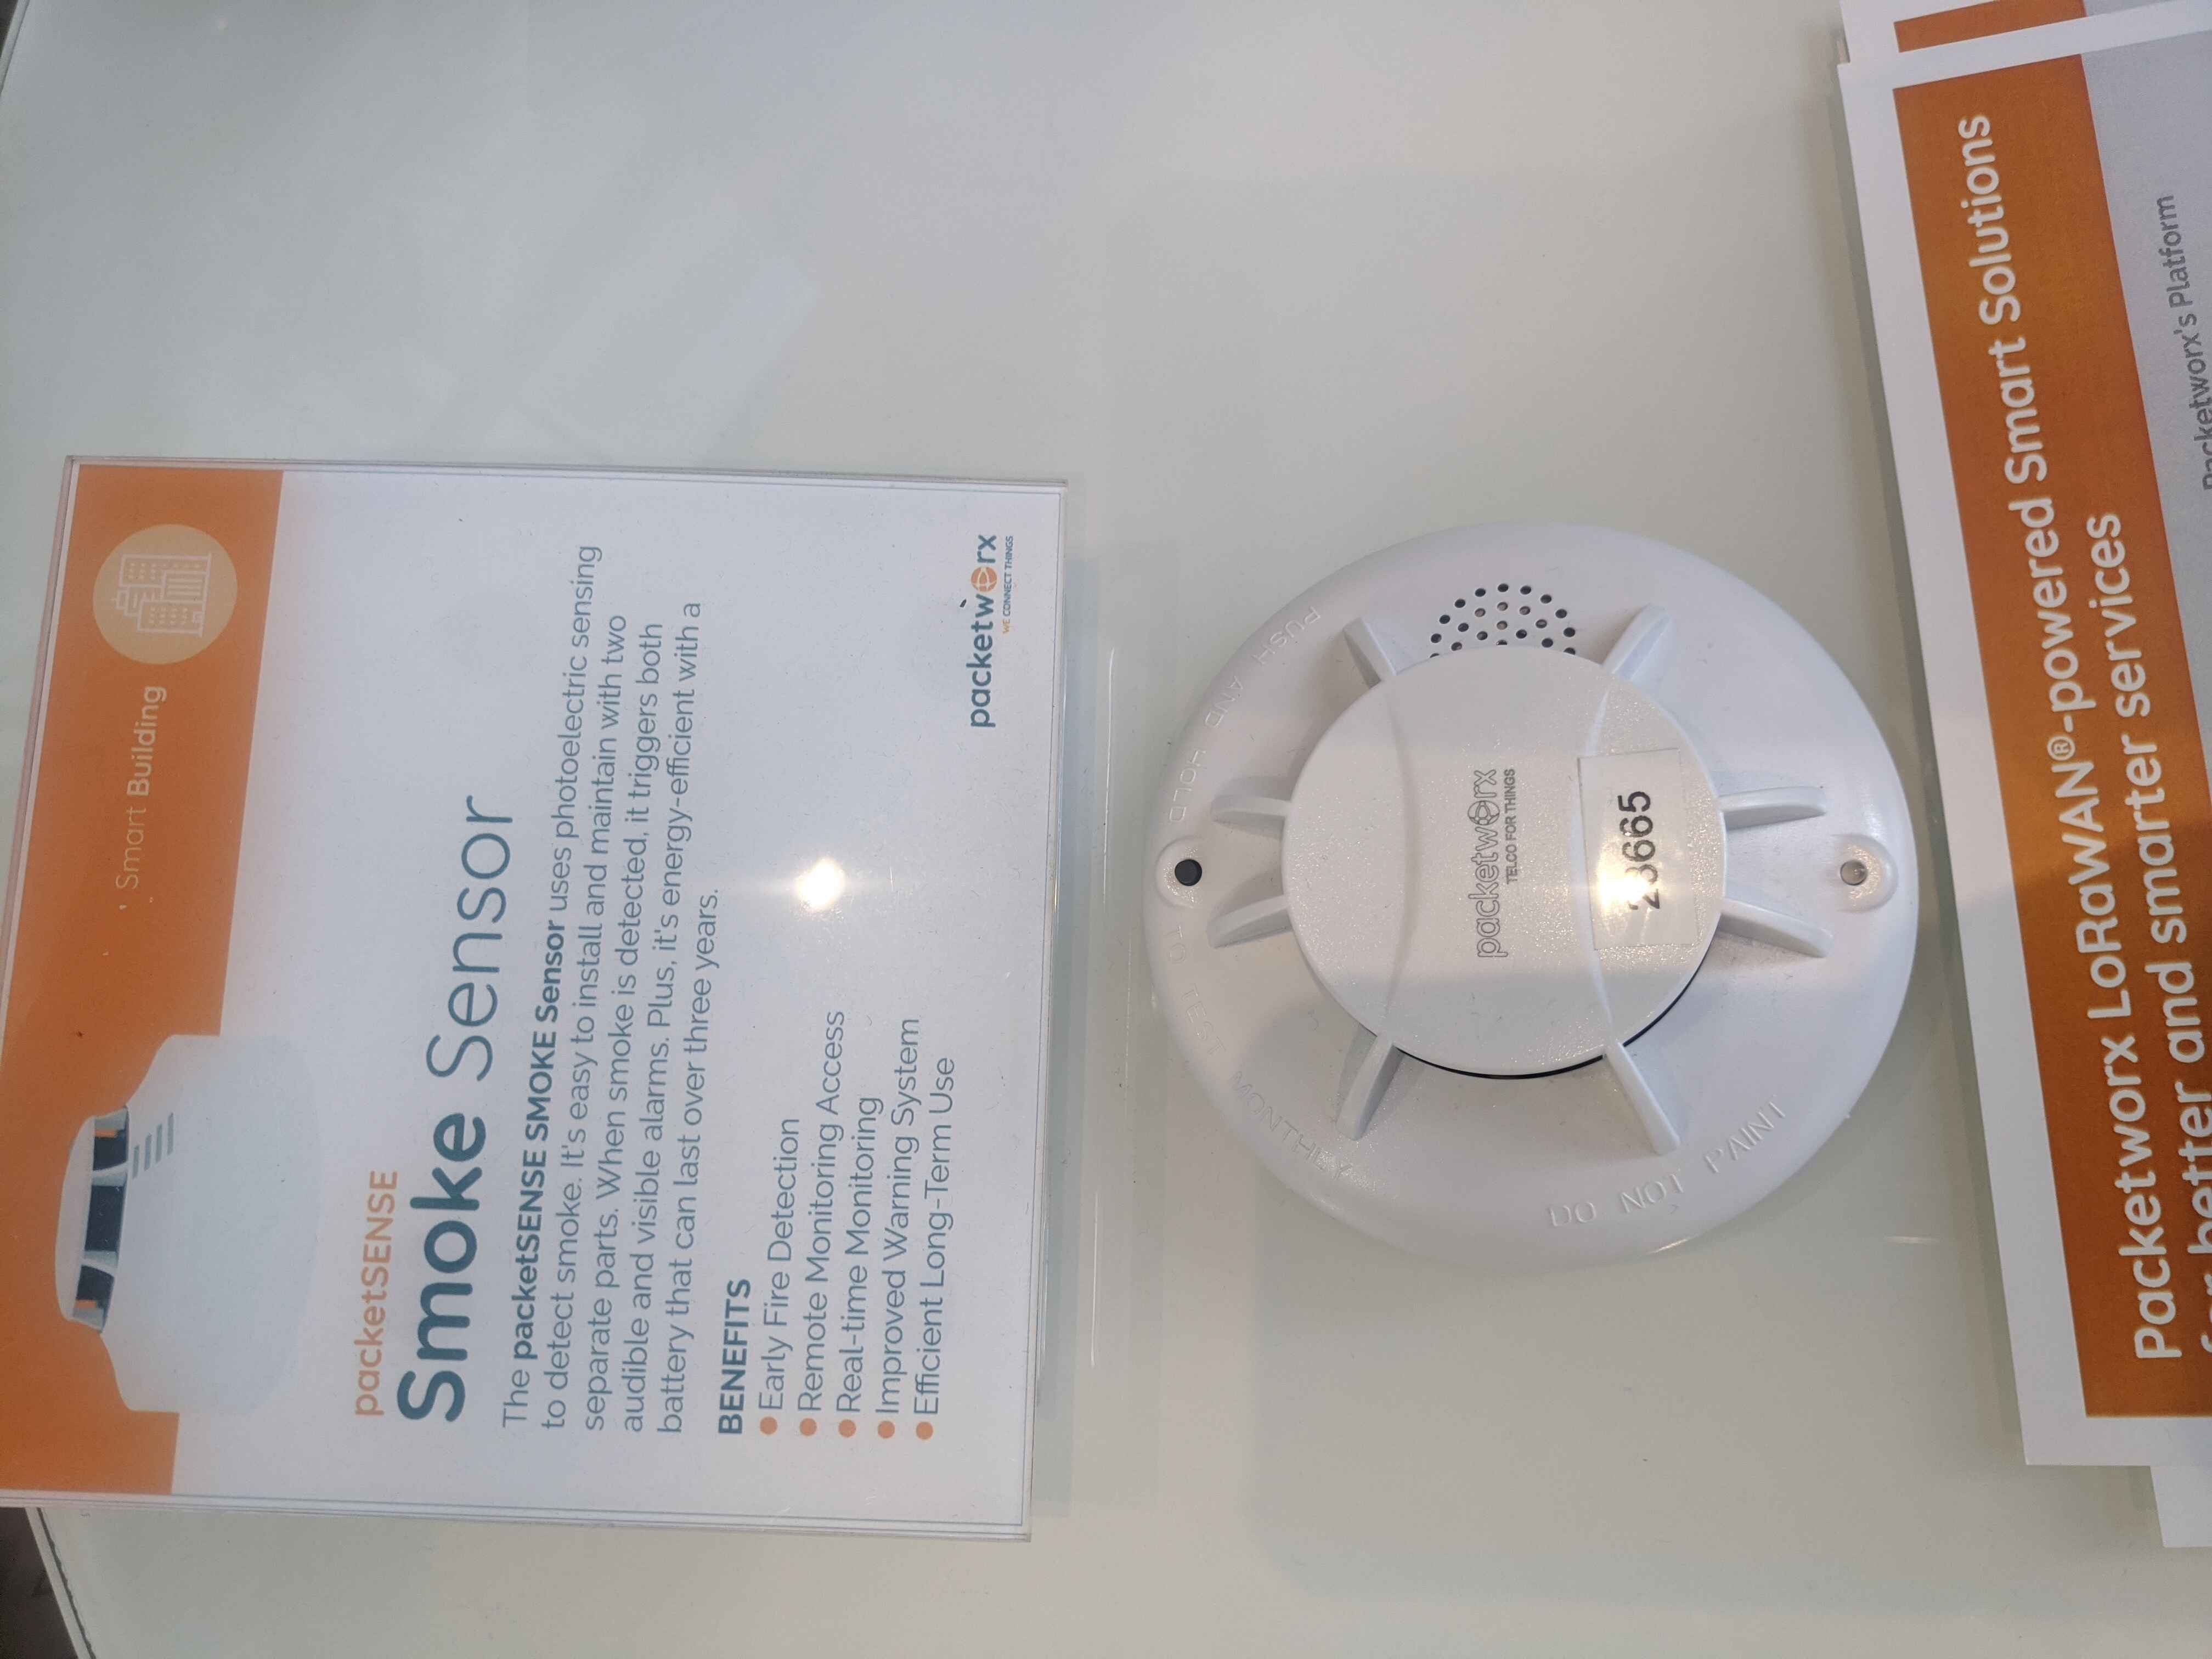 Smart Building
packetSENSE
Smoke Sensor
The packetSENSE SMOKE Sensor uses photoelectric sensing
to detect smoke. It's easy to install and maintain with two
separate parts. When smoke is detected, it triggers both
audible and visible alarms. Plus, it's energy-efficient with a
battery that can last over three years.
BENEFITS
Early Fire Detection
Remote Monitoring Access
Real-time Monitoring
Improved Warning System
Efficient Long-Term Use
packetworx
WE CONNECT THINGS
PUSH AND HOLD TO TEST MONTHLY
packetworx
TELCO FOR THINGS
DO NOT PAINT
Packetworx LoRaWAN®-powered Smart Solutions
for better and smarter services
Packetworx's Platform